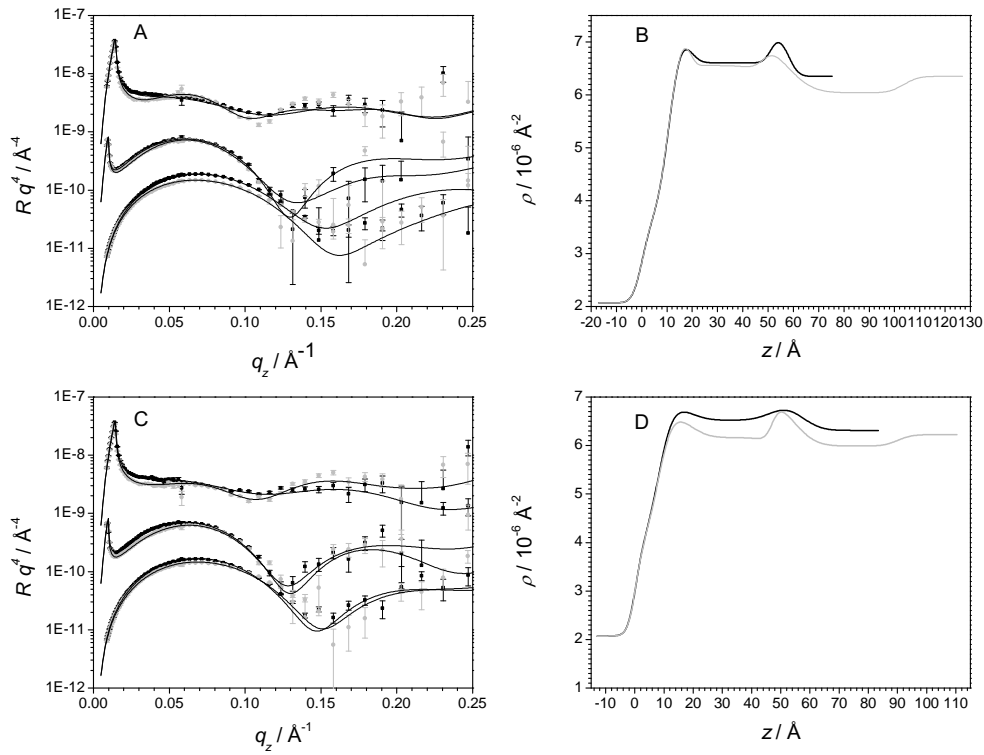 A
1E-7
1E-8
1E-9
1E-10
1E-11
1E-12
R q⁴ / Å⁻⁴
0.00 0.05 0.10 0.15 0.20 0.25
q_z / Å⁻¹
B
7
6
5
4
3
2
ρ / 10⁻⁶ Å⁻²
-20 -10 0 10 20 30 40 50 60 70 80 90 100 110 120 130
z / Å
C
1E-7
1E-8
1E-9
1E-10
1E-11
1E-12
R q⁴ / Å⁻⁴
0.00 0.05 0.10 0.15 0.20 0.25
q_z / Å⁻¹
D
7
6
5
4
3
2
1
ρ / 10⁻⁶ Å⁻²
-10 0 10 20 30 40 50 60 70 80 90 100 110
z / Å